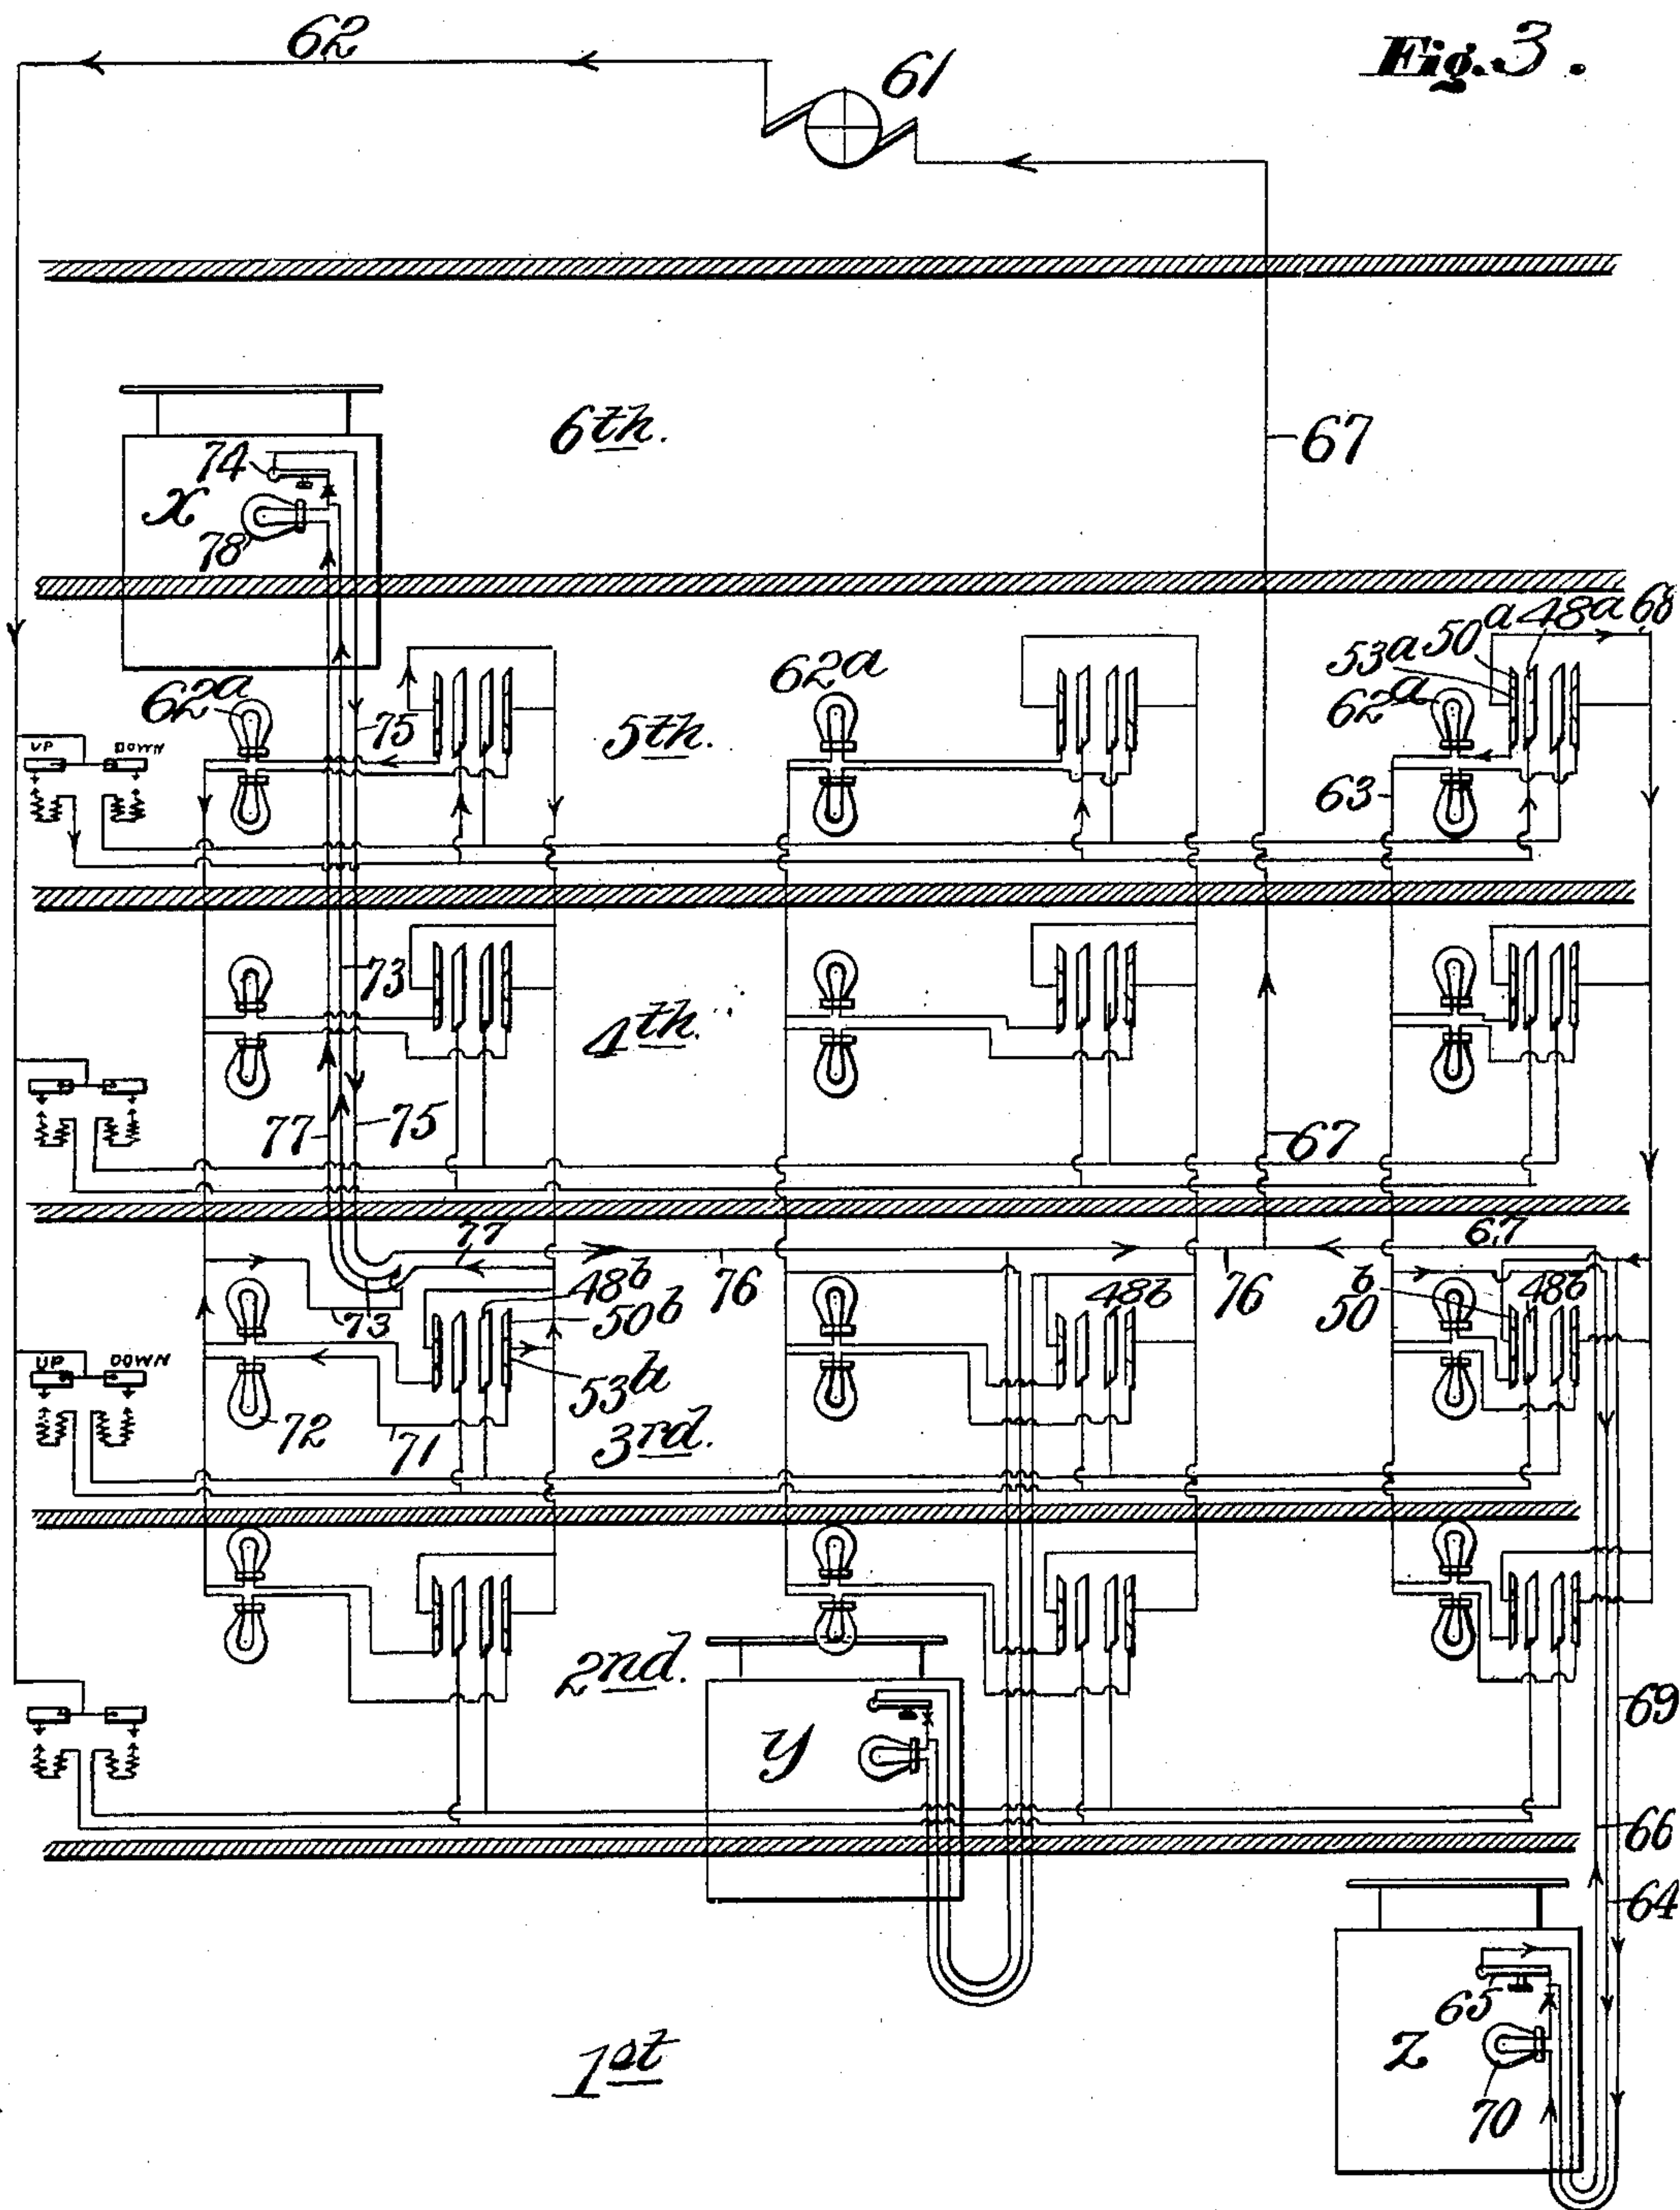 62
61
Fig. 3.
6th.
67
74
X
78
50a 48a 68
53a
62a
62a
62a
75
5th.
UP DOWN
63
73
4th.
77
75
67
77
67
73
76
76
48b
48b
50b
b
50
UP DOWN
53b
72
71
3rd.
2nd.
69
Y
66
64
65
Z
1st
70